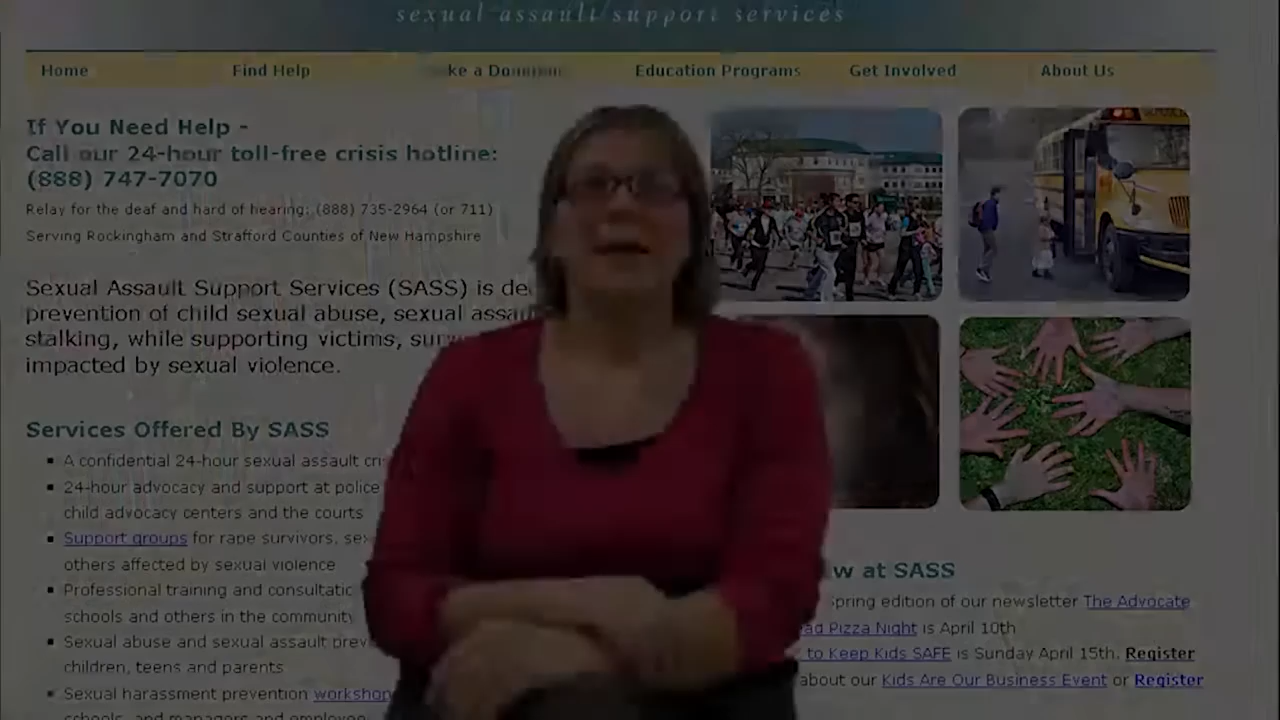 sexual assault support services
Home Find Help Make a Donation Education Programs Get Involved About Us
If You Need Help -
Call our 24-hour toll-free crisis hotline:
(888) 747-7070
Relay for the deaf and hard of hearing: (888) 735-2964 (or 711)
Serving Rockingham and Strafford Counties of New Hampshire
Sexual Assault Support Services (SASS) is
prevention of child sexual abuse, sexual
stalking, while supporting victims,
impacted by sexual violence.
Services Offered By SASS
A confidential 24-hour sexual assault
24-hour advocacy and support at police
child advocacy centers and the courts
Support groups for rape survivors,
others affected by sexual violence
Professional training and
schools and others in the community
Sexual abuse and sexual assault
children, teens and parents
Sexual harassment prevention
schools, and managers and
at SASS
spring edition of our newsletter The Advocate
Pizza Night is April 10th
to Keep Kids SAFE is Sunday April 15th. Register
about our Kids Are Our Business Event or Register